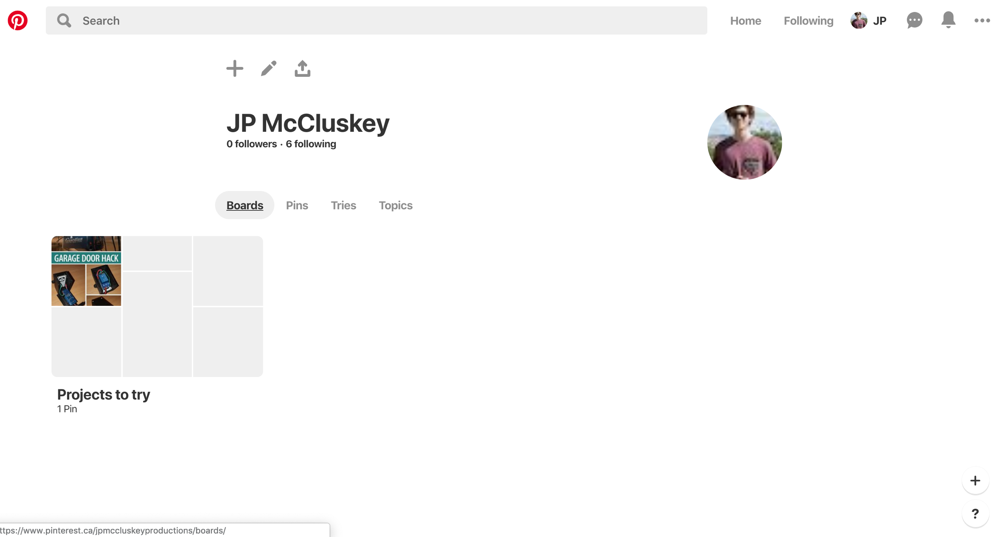 Search
Home
Following
JP
JP McCluskey
0 followers · 6 following
Boards
Pins
Tries
Topics
Guardian
GARAGE DOOR HACK
Projects to try
1 Pin
?
ttps://www.pinterest.ca/jpmccluskeyproductions/boards/